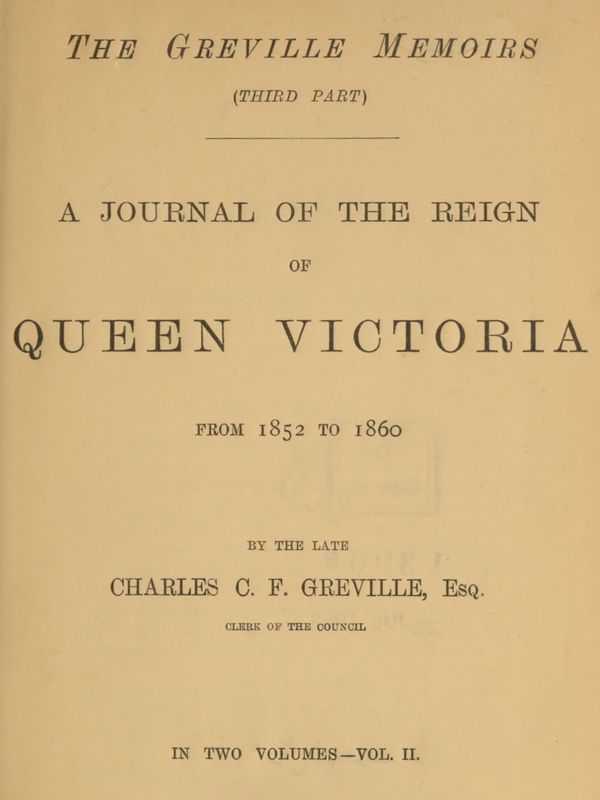 THE GREVILLE MEMOIRS
(THIRD PART)
A JOURNAL OF THE REIGN
OF
QUEEN VICTORIA
FROM 1852 TO 1860
BY THE LATE
CHARLES C. F. GREVILLE, ESQ.
CLERK OF THE COUNCIL
IN TWO VOLUMES—VOL. II.